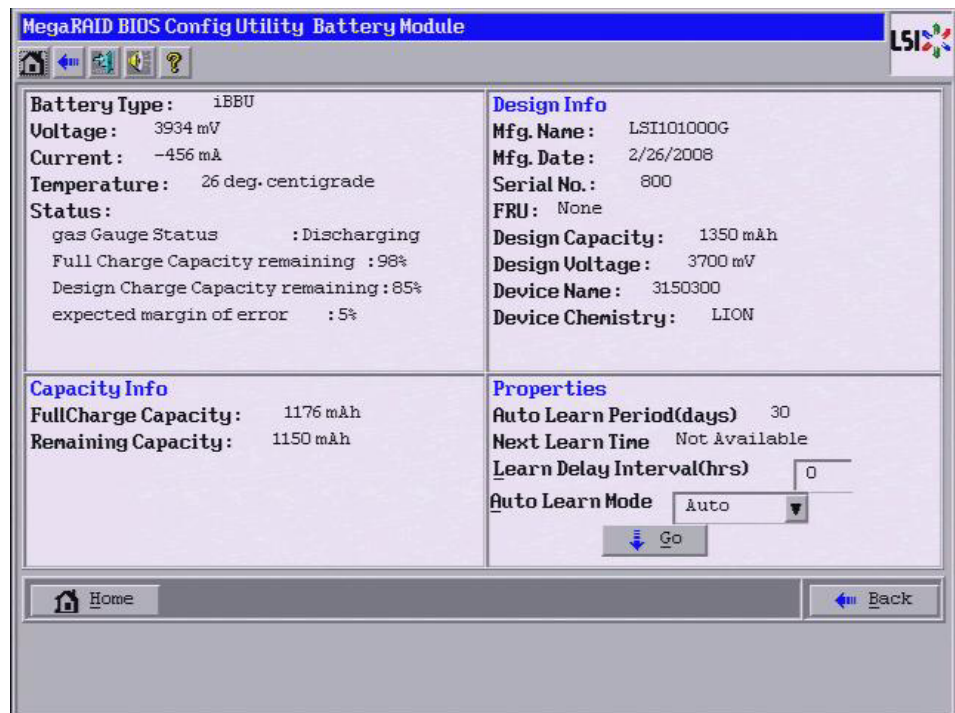 MegaRAID BIOS Config Utility Battery Module
LSI
Battery Type: iBBU
Voltage: 3934 mV
Current: -456 mA
Temperature: 26 deg.centigrade
Status:
gas Gauge Status :Discharging
Full Charge Capacity remaining :98%
Design Charge Capacity remaining:85%
expected margin of error :5%
Design Info
Mfg. Name: LSI101000G
Mfg. Date: 2/26/2008
Serial No.: 800
FRU: None
Design Capacity: 1350 mAh
Design Voltage: 3700 mV
Device Name: 3150300
Device Chemistry: LION
Capacity Info
FullCharge Capacity: 1176 mAh
Remaining Capacity: 1150 mAh
Properties
Auto Learn Period(days) 30
Next Learn Time Not Available
Learn Delay Interval(hrs) 0
Auto Learn Mode Auto
Go
Home
Back